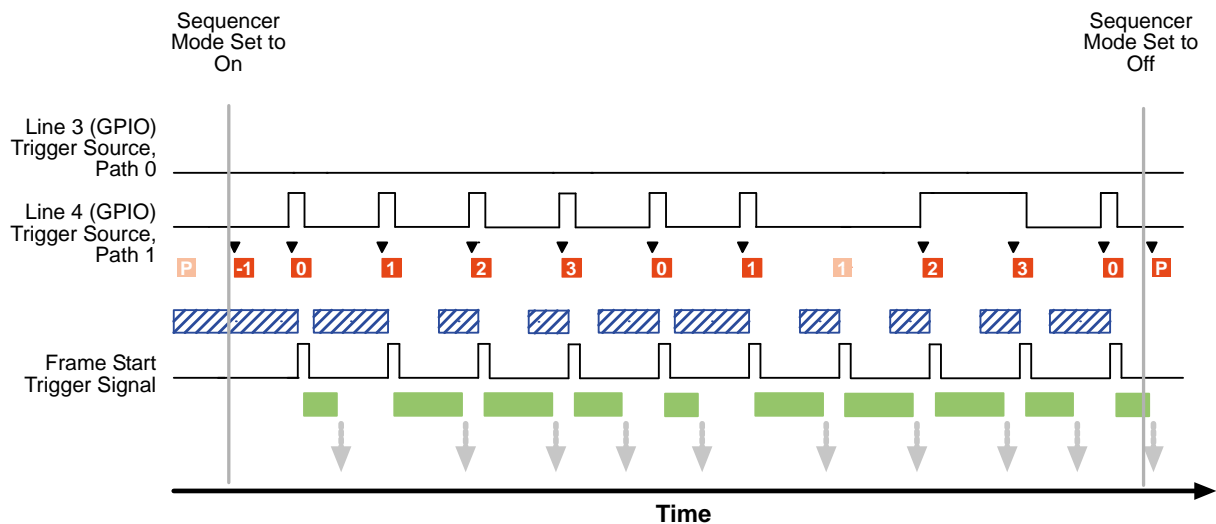 Sequencer
Mode Set to
On
Sequencer
Mode Set to
Off
Line 3 (GPIO)
Trigger Source,
Path 0
Line 4 (GPIO)
Trigger Source,
Path 1
P -1 0 1 2 3 0 1 1 2 3 0 P
Frame Start
Trigger Signal
Time